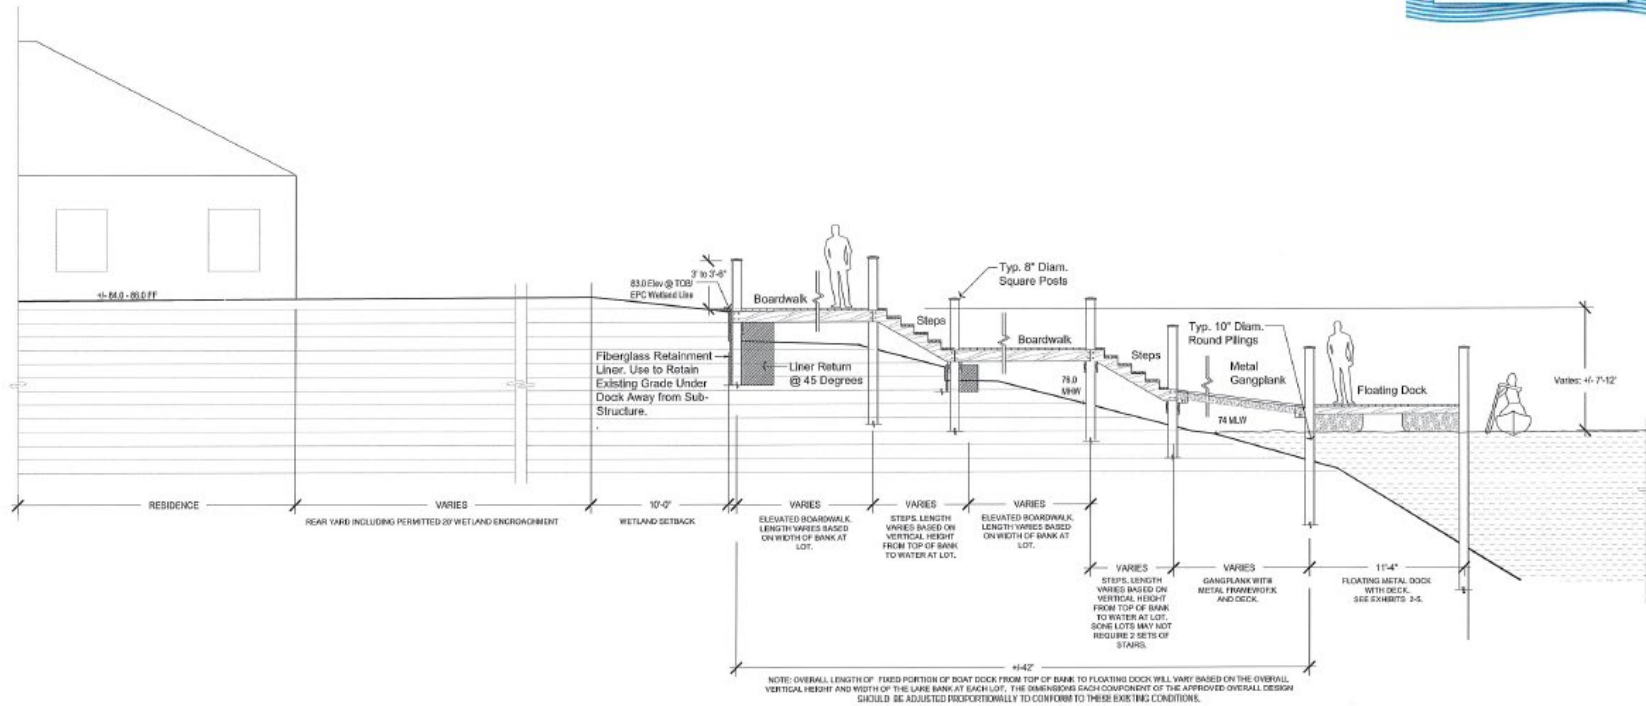 3' to 3'-6"
83.0 Elev @ TOB/
EPC Wetland Line
+/- 84.0 - 86.0 FF
Boardwalk
Steps
Typ. 8" Diam.
Square Posts
Boardwalk
Steps
Typ. 10" Diam.
Round Pilings
Metal
Gangplank
Floating Dock
Varies: +/- 7'-12'
Fiberglass Retainment
Liner. Use to Retain
Existing Grade Under
Dock Away from Sub-
Structure.
Liner Return
@ 45 Degrees
MHW
74 MLW
RESIDENCE
VARIES
REAR YARD INCLUDING PERMITTED 20' WETLAND ENCROACHMENT
10'-0"
WETLAND SETBACK
VARIES
ELEVATED BOARDWALK.
LENGTH VARIES BASED
ON WIDTH OF BANK AT
LOT.
VARIES
STEPS. LENGTH
VARIES BASED ON
VERTICAL HEIGHT
FROM TOP OF BANK
TO WATER AT LOT.
VARIES
ELEVATED BOARDWALK.
LENGTH VARIES BASED
ON WIDTH OF BANK AT
LOT.
VARIES
STEPS. LENGTH
VARIES BASED ON
VERTICAL HEIGHT
FROM TOP OF BANK
TO WATER AT LOT.
SONE LOTS MAY NOT
REQUIRE 2 SETS OF
STAIRS.
VARIES
GANGPLANK WITH
METAL FRAMEWORK
AND DECK.
11'-4"
FLOATING METAL DOCK
WITH DECK.
SEE EXHIBITS 2-5.
+/-42'
NOTE: OVERALL LENGTH OF FIXED PORTION OF BOAT DOCK FROM TOP OF BANK TO FLOATING DOCK WILL VARY BASED ON THE OVERALL
VERTICAL HEIGHT AND WIDTH OF THE LAKE BANK AT EACH LOT. THE DIMENSIONS EACH COMPONENT OF THE APPROVED OVERALL DESIGN
SHOULD BE ADJUSTED PROPORTIONALLY TO CONFORM TO THESE EXISTING CONDITIONS.